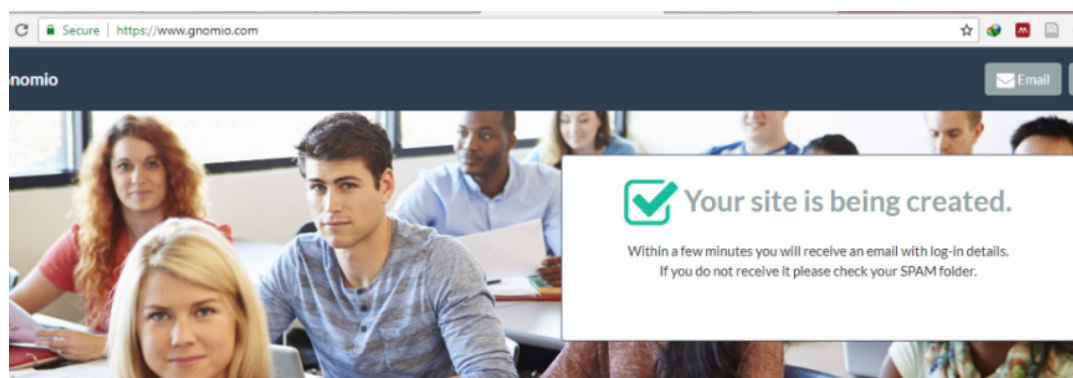 Secure | https://www.gnomio.com
nomio
Email
Your site is being created.
Within a few minutes you will receive an email with log-in details.
If you do not receive it please check your SPAM folder.